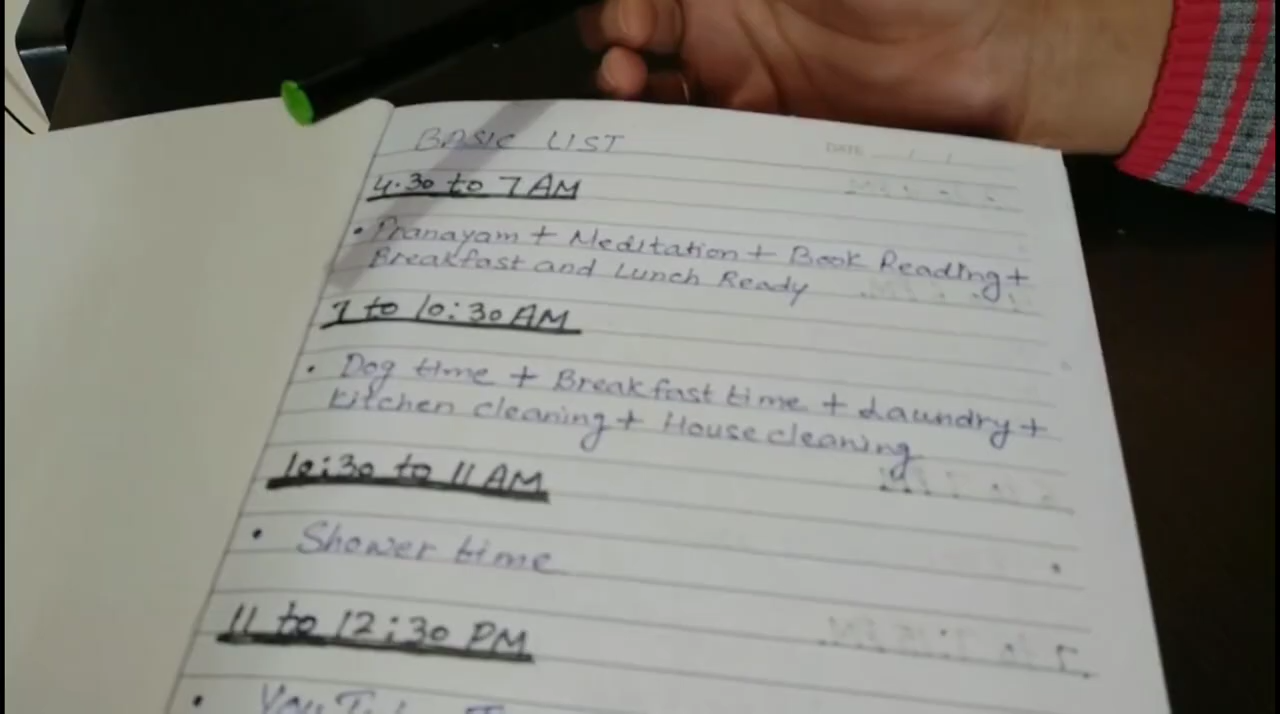 BASIC LIST
DATE
4.30 to 7 AM
• Pranayam + Meditation + Book Reading +
Breakfast and Lunch Ready
7 to 10:30 AM
• Dog time + Breakfast time + Laundry +
Kitchen cleaning + House cleaning
10:30 to 11 AM
• Shower time
11 to 12:30 PM
• YouTube